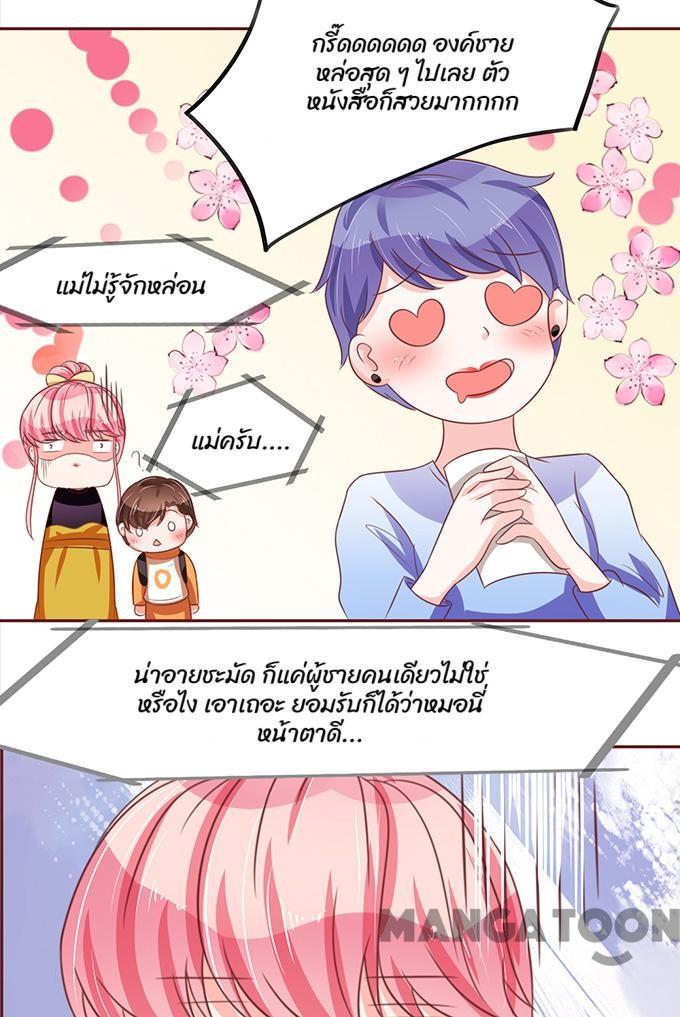 กรี๊ดดดดดด องค์ชาย
หล่อสุด ๆ ไปเลย ตัว
หนังสือก็สวยมากกกก
แม่ไม่รู้จักหล่อน
แม่ครับ....
น่าอายชะมัด ก็แค่ผู้ชายคนเดียวไม่ใช่
หรือไง เอาเถอะ ยอมรับก็ได้ว่าหมอนี่
หน้าตาดี...
MANGATOON